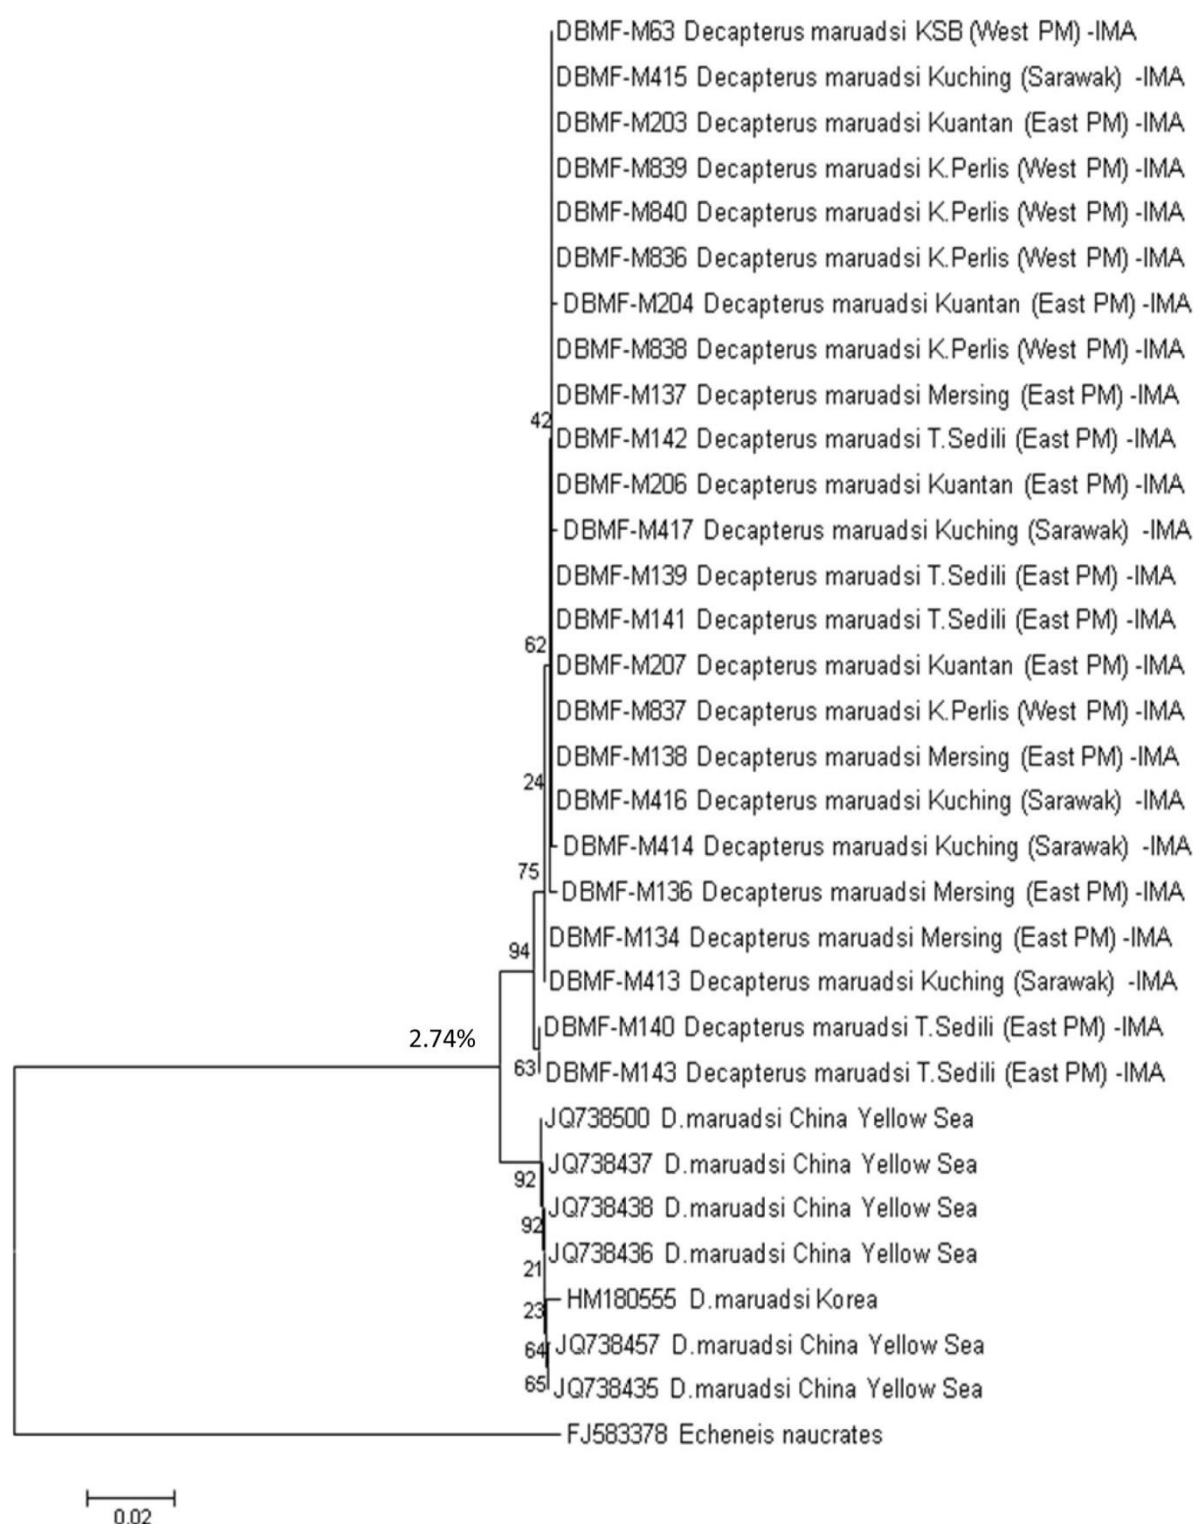 DBMF-M63 Decapterus maruadsi KSB (West PM) -IMA
DBMF-M415 Decapterus maruadsi Kuching (Sarawak) -IMA
DBMF-M203 Decapterus maruadsi Kuantan (East PM) -IMA
DBMF-M839 Decapterus maruadsi K.Perlis (West PM) -IMA
DBMF-M840 Decapterus maruadsi K.Perlis (West PM) -IMA
DBMF-M836 Decapterus maruadsi K.Perlis (West PM) -IMA
DBMF-M204 Decapterus maruadsi Kuantan (East PM) -IMA
DBMF-M838 Decapterus maruadsi K.Perlis (West PM) -IMA
DBMF-M137 Decapterus maruadsi Mersing (East PM) -IMA
42
DBMF-M142 Decapterus maruadsi T.Sedili (East PM) -IMA
DBMF-M206 Decapterus maruadsi Kuantan (East PM) -IMA
DBMF-M417 Decapterus maruadsi Kuching (Sarawak) -IMA
DBMF-M139 Decapterus maruadsi T.Sedili (East PM) -IMA
DBMF-M141 Decapterus maruadsi T.Sedili (East PM) -IMA
62
DBMF-M207 Decapterus maruadsi Kuantan (East PM) -IMA
DBMF-M837 Decapterus maruadsi K.Perlis (West PM) -IMA
DBMF-M138 Decapterus maruadsi Mersing (East PM) -IMA
24
DBMF-M416 Decapterus maruadsi Kuching (Sarawak) -IMA
DBMF-M414 Decapterus maruadsi Kuching (Sarawak) -IMA
75
DBMF-M136 Decapterus maruadsi Mersing (East PM) -IMA
DBMF-M134 Decapterus maruadsi Mersing (East PM) -IMA
94
DBMF-M413 Decapterus maruadsi Kuching (Sarawak) -IMA
DBMF-M140 Decapterus maruadsi T.Sedili (East PM) -IMA
2.74%
63
DBMF-M143 Decapterus maruadsi T.Sedili (East PM) -IMA
JQ738500 D.maruadsi China Yellow Sea
JQ738437 D.maruadsi China Yellow Sea
92
JQ738438 D.maruadsi China Yellow Sea
92
JQ738436 D.maruadsi China Yellow Sea
21
HM180555 D.maruadsi Korea
23
JQ738457 D.maruadsi China Yellow Sea
64
JQ738435 D.maruadsi China Yellow Sea
65
FJ583378 Echeneis naucrates
0.02